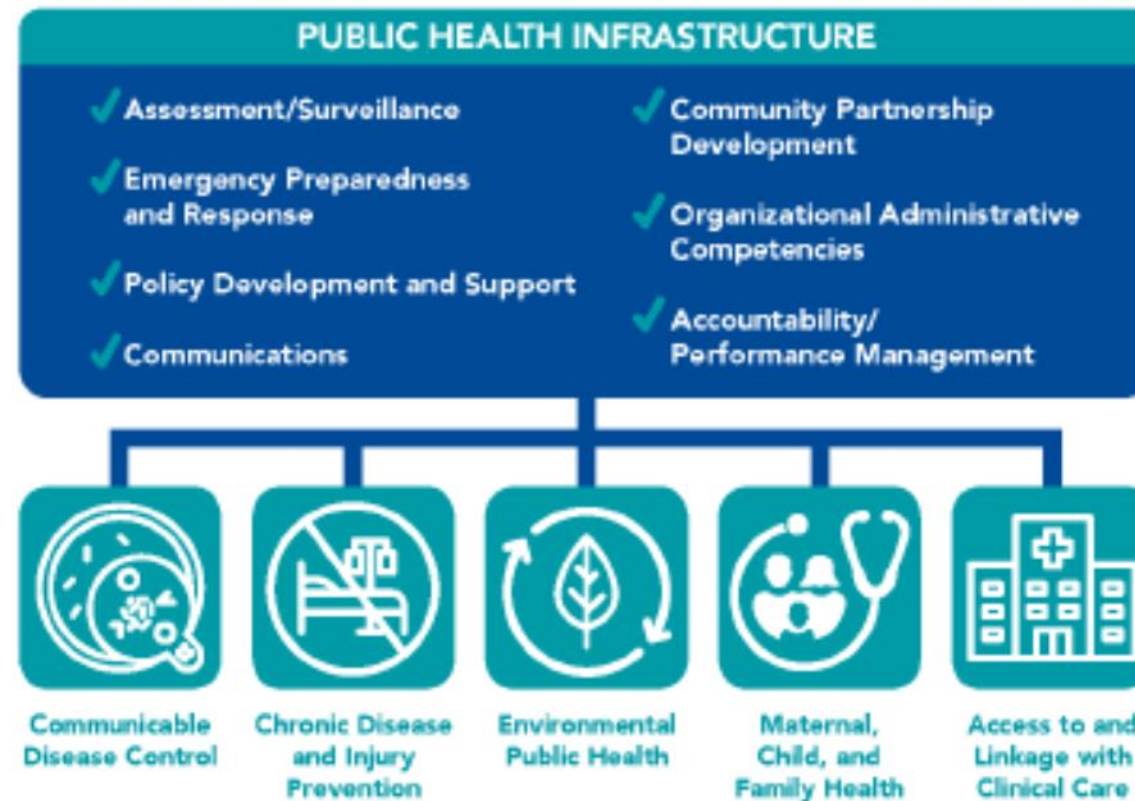 PUBLIC HEALTH INFRASTRUCTURE
Assessment/Surveillance
Emergency Preparedness
and Response
Policy Development and Support
Communications
Community Partnership
Development
Organizational Administrative
Competencies
Accountability/
Performance Management
Communicable
Disease Control
Chronic Disease
and Injury
Prevention
Environmental
Public Health
Maternal,
Child, and
Family Health
Access to and
Linkage with
Clinical Care